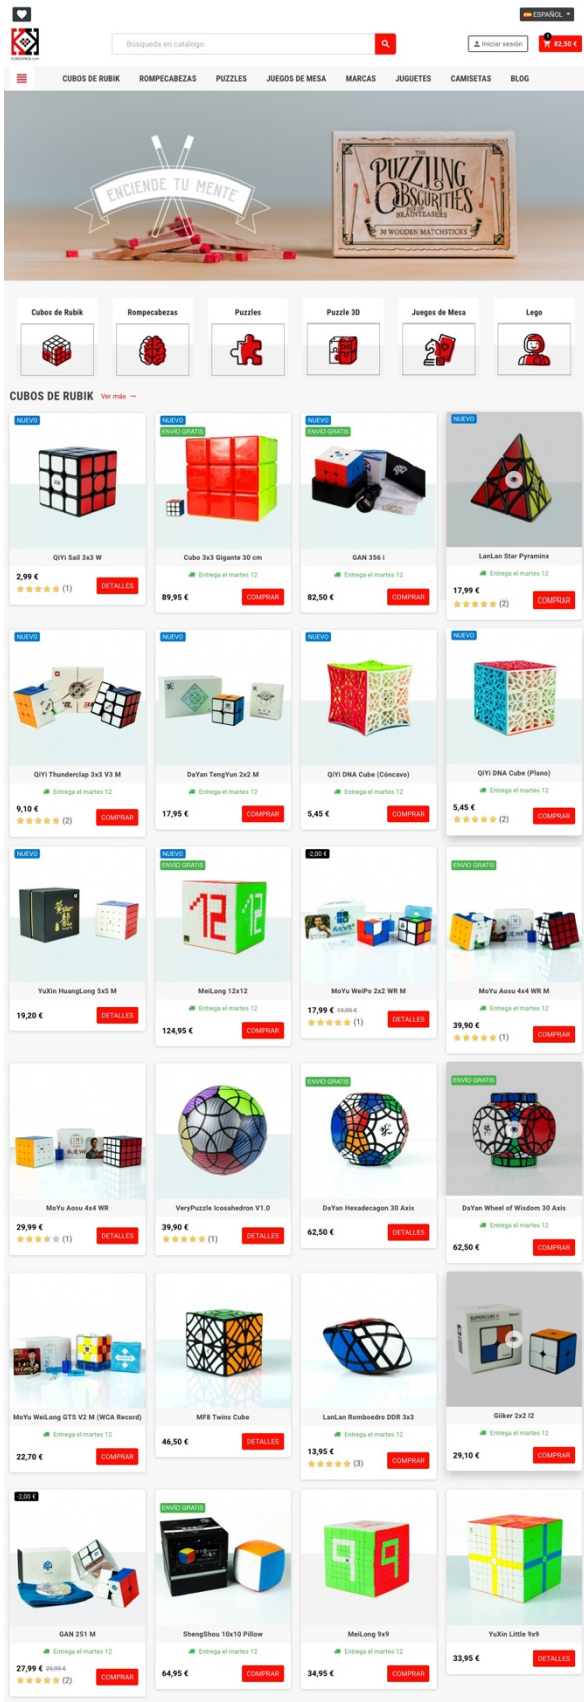 ESPAÑOL
Búsqueda en catálogo
Iniciar sesión
1
82,50 €
CUBOS DE RUBIK ROMPECABEZAS PUZZLES JUEGOS DE MESA MARCAS JUGUETES CAMISETAS BLOG
ENCIENDE TU MENTE
THE
PUZZLING
OBSCURITIES
BOX OF
BRAINTEASERS
30 WOODEN MATCHSTICKS
Cubos de Rubik Rompecabezas Puzzles Puzzle 3D Juegos de Mesa Lego
CUBOS DE RUBIK Ver más →
NUEVO NUEVO NUEVO NUEVO
ENVÍO GRATIS ENVÍO GRATIS
QiYi Sail 3x3 W
2,99 €
(1)
DETALLES
Cubo 3x3 Gigante 30 cm
Entrega el martes 12
89,95 €
COMPRAR
GAN 356 i
Entrega el martes 12
82,50 €
COMPRAR
LanLan Star Pyraminx
Entrega el martes 12
17,99 €
(2)
COMPRAR
NUEVO NUEVO NUEVO NUEVO
QiYi Thunderclap 3x3 V3 M
Entrega el martes 12
9,10 €
(2)
COMPRAR
DaYan TengYun 2x2 M
Entrega el martes 12
17,95 €
COMPRAR
QiYi DNA Cube (Cóncavo)
Entrega el martes 12
5,45 €
COMPRAR
QiYi DNA Cube (Plano)
Entrega el martes 12
5,45 €
(2)
COMPRAR
NUEVO NUEVO -2,00 € ENVÍO GRATIS
ENVÍO GRATIS
12
12
YuXin HuangLong 5x5 M
19,20 €
DETALLES
MeiLong 12x12
Entrega el martes 12
124,95 €
COMPRAR
MoYu WeiPo 2x2 WR M
17,99 € 19,99 €
(1)
DETALLES
MoYu Aosu 4x4 WR M
Entrega el martes 12
39,90 €
(1)
COMPRAR
ENVÍO GRATIS ENVÍO GRATIS
MoYu Aosu 4x4 WR
29,99 €
(1)
DETALLES
VeryPuzzle Icosahedron V1.0
39,90 €
(1)
DETALLES
DaYan Hexadecagon 30 Axis
62,50 €
DETALLES
DaYan Wheel of Wisdom 30 Axis
Entrega el martes 12
62,50 €
COMPRAR
MoYu WeiLong GTS V2 M (WCA Record)
Entrega el martes 12
22,70 €
COMPRAR
MF8 Twins Cube
46,50 €
DETALLES
LanLan Romboedro DDR 3x3
Entrega el martes 12
13,95 €
(3)
COMPRAR
SUPERCUBE
Giiker 2x2 I2
Entrega el martes 12
29,10 €
COMPRAR
-2,00 € ENVÍO GRATIS
9
9
GAN 251 M
Entrega el martes 12
27,99 € 29,99 €
(2)
COMPRAR
ShengShou 10x10 Pillow
Entrega el martes 12
64,95 €
COMPRAR
MeiLong 9x9
Entrega el martes 12
34,95 €
COMPRAR
YuXin Little 9x9
33,95 €
DETALLES